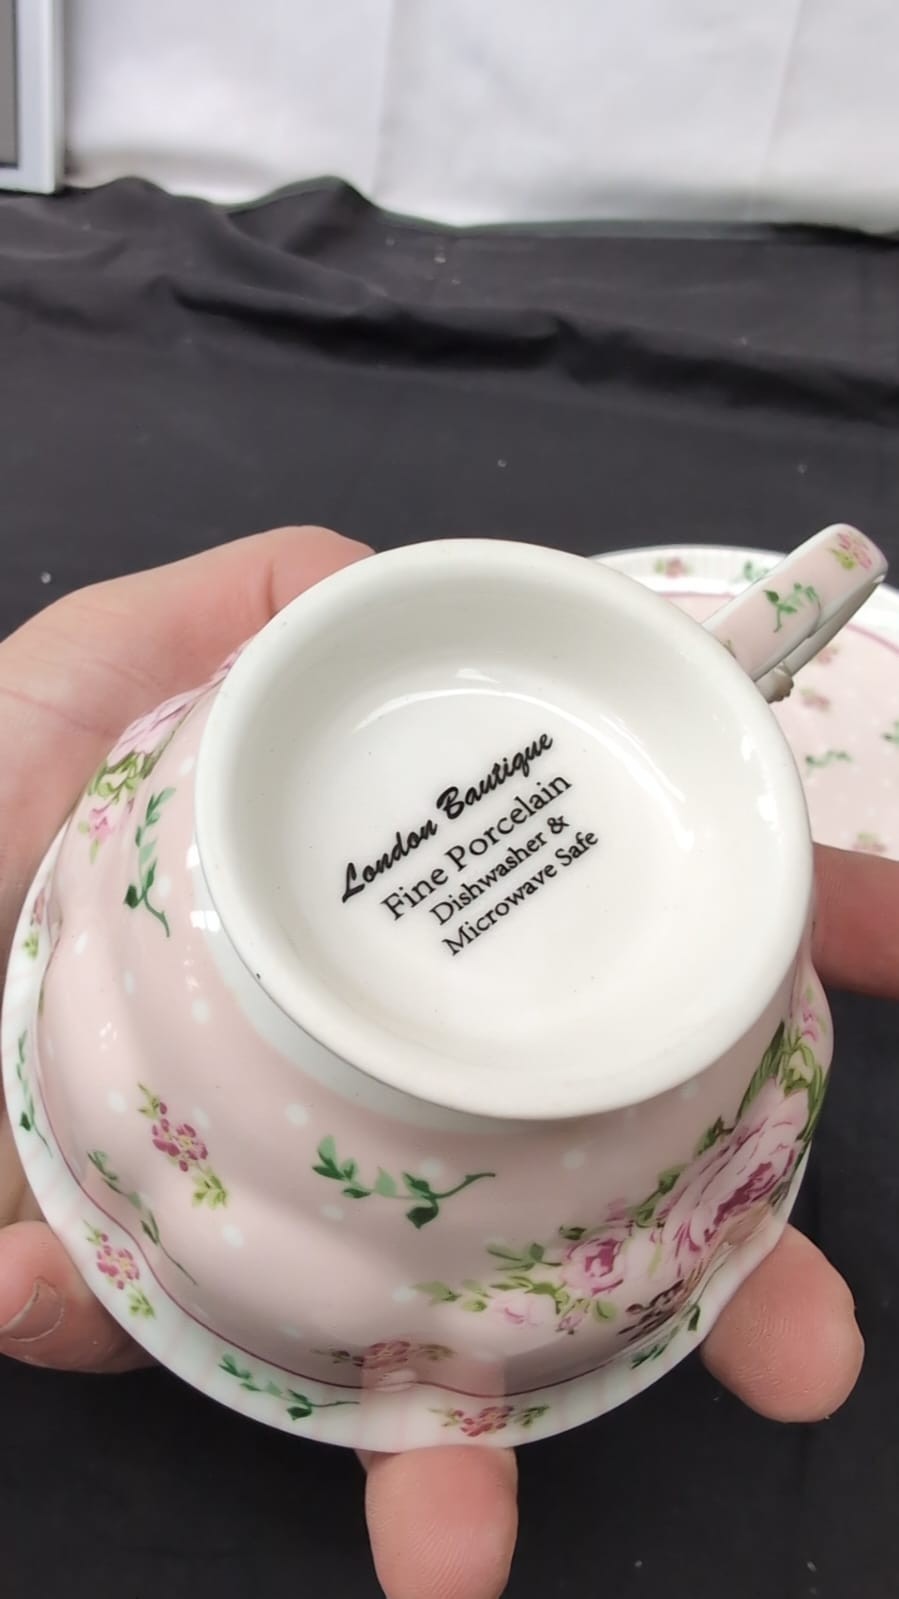 London Bautique
Fine Porcelain
Dishwasher &
Microwave Safe